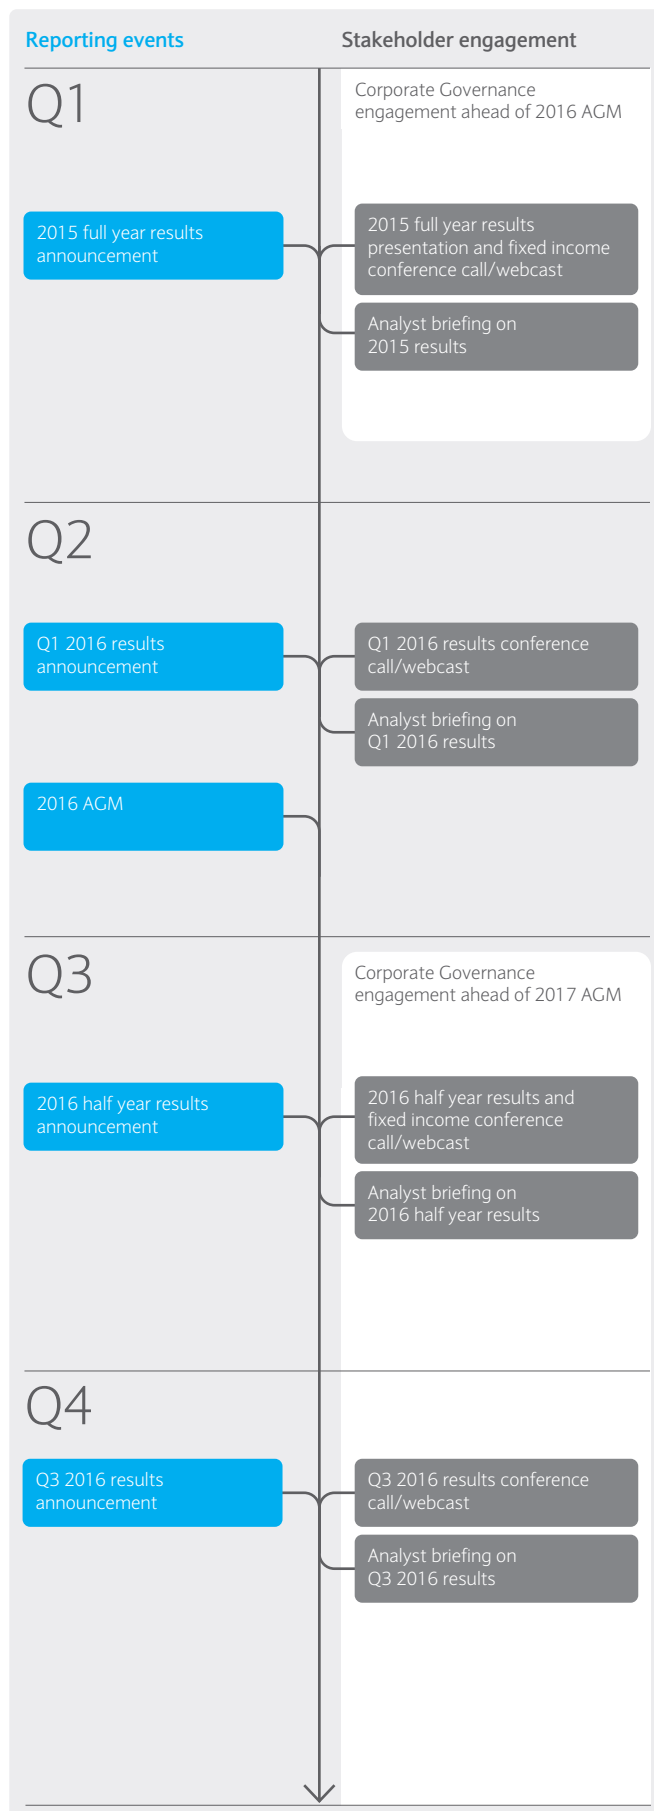 Reporting events
Stakeholder engagement
Q1
Corporate Governance
engagement ahead of 2016 AGM
2015 full year results
announcement
2015 full year results
presentation and fixed income
conference call/webcast
Analyst briefing on
2015 results
Q2
Q1 2016 results
announcement
Q1 2016 results conference
call/webcast
Analyst briefing on
Q1 2016 results
2016 AGM
Q3
Corporate Governance
engagement ahead of 2017 AGM
2016 half year results
announcement
2016 half year results and
fixed income conference
call/webcast
Analyst briefing on
2016 half year results
Q4
Q3 2016 results
announcement
Q3 2016 results conference
call/webcast
Analyst briefing on
Q3 2016 results